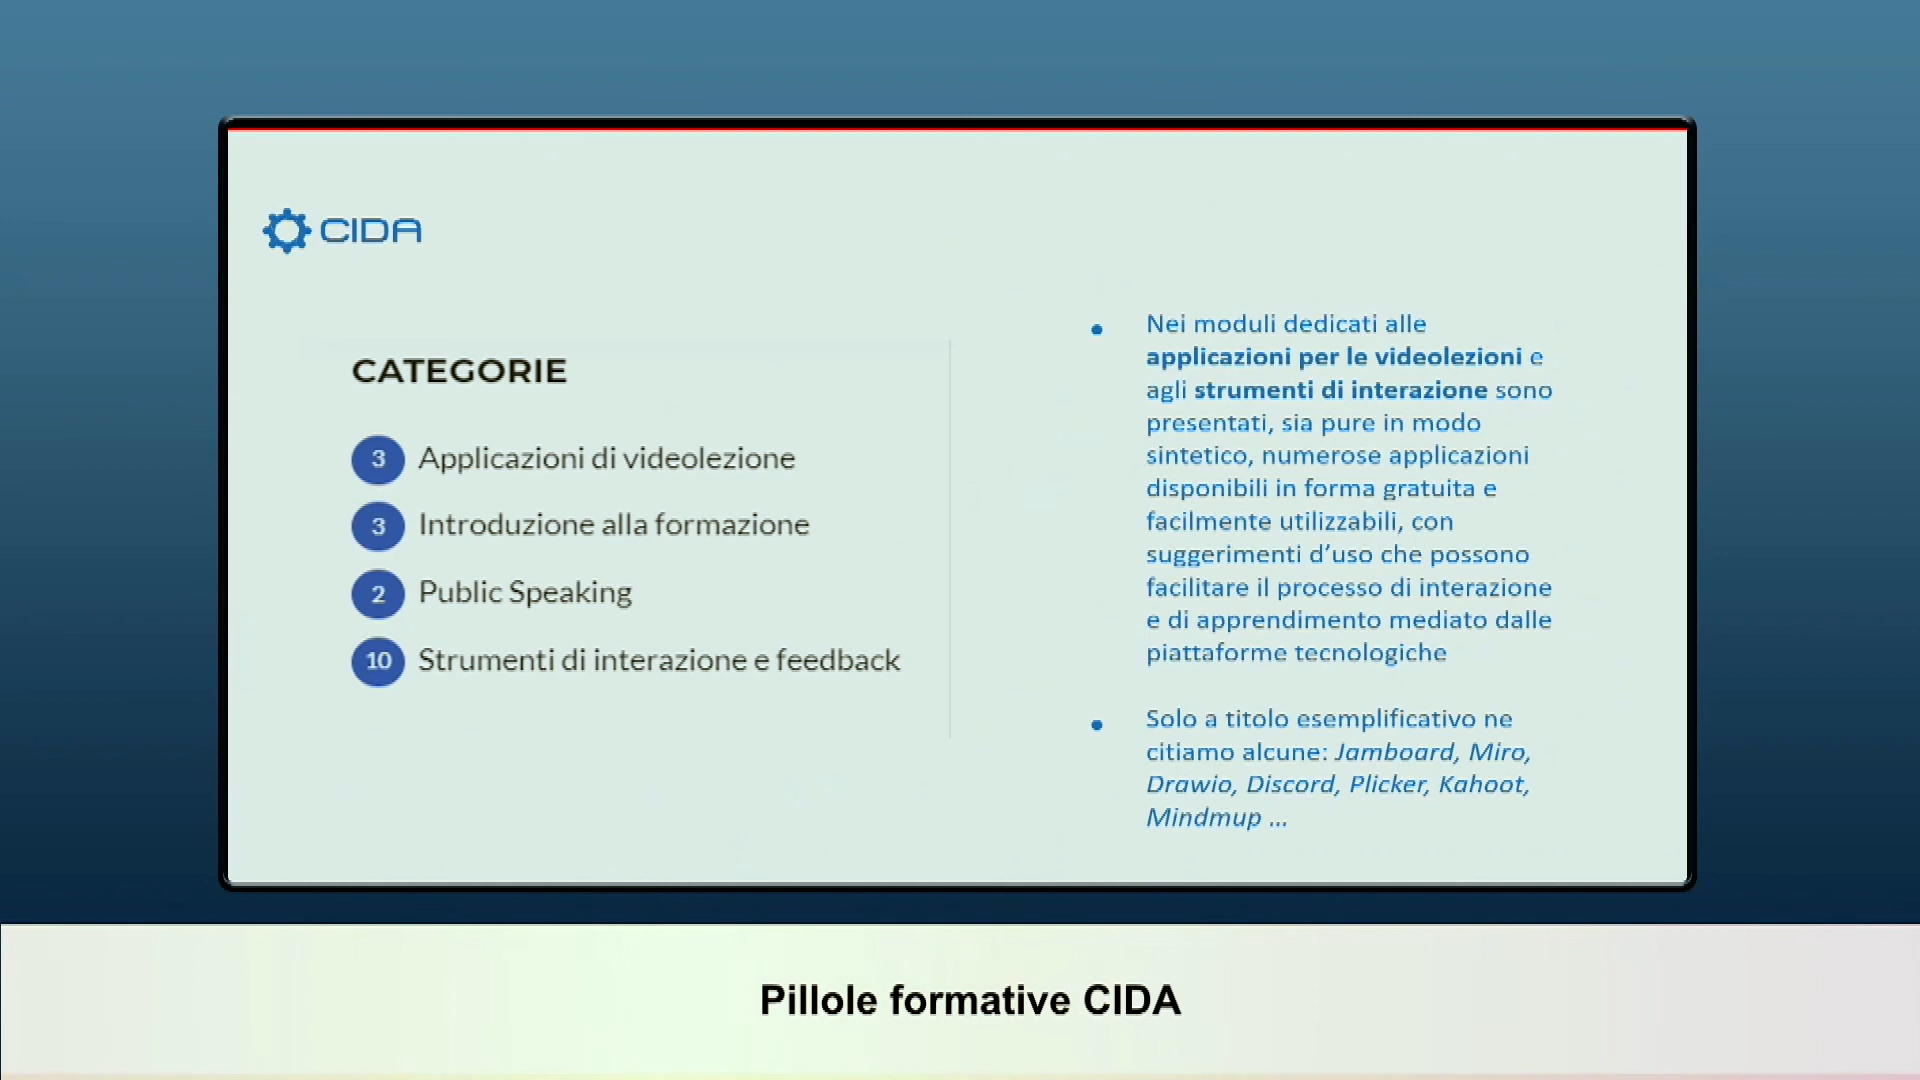 CIDA
CATEGORIE
3 Applicazioni di videolezione
3 Introduzione alla formazione
2 Public Speaking
10 Strumenti di interazione e feedback
• Nei moduli dedicati alle
applicazioni per le videolezioni e
agli strumenti di interazione sono
presentati, sia pure in modo
sintetico, numerose applicazioni
disponibili in forma gratuita e
facilmente utilizzabili, con
suggerimenti d’uso che possono
facilitare il processo di interazione
e di apprendimento mediato dalle
piattaforme tecnologiche
• Solo a titolo esemplificativo ne
citiamo alcune: Jamboard, Miro,
Drawio, Discord, Plicker, Kahoot,
Mindmup ...
Pillole formative CIDA